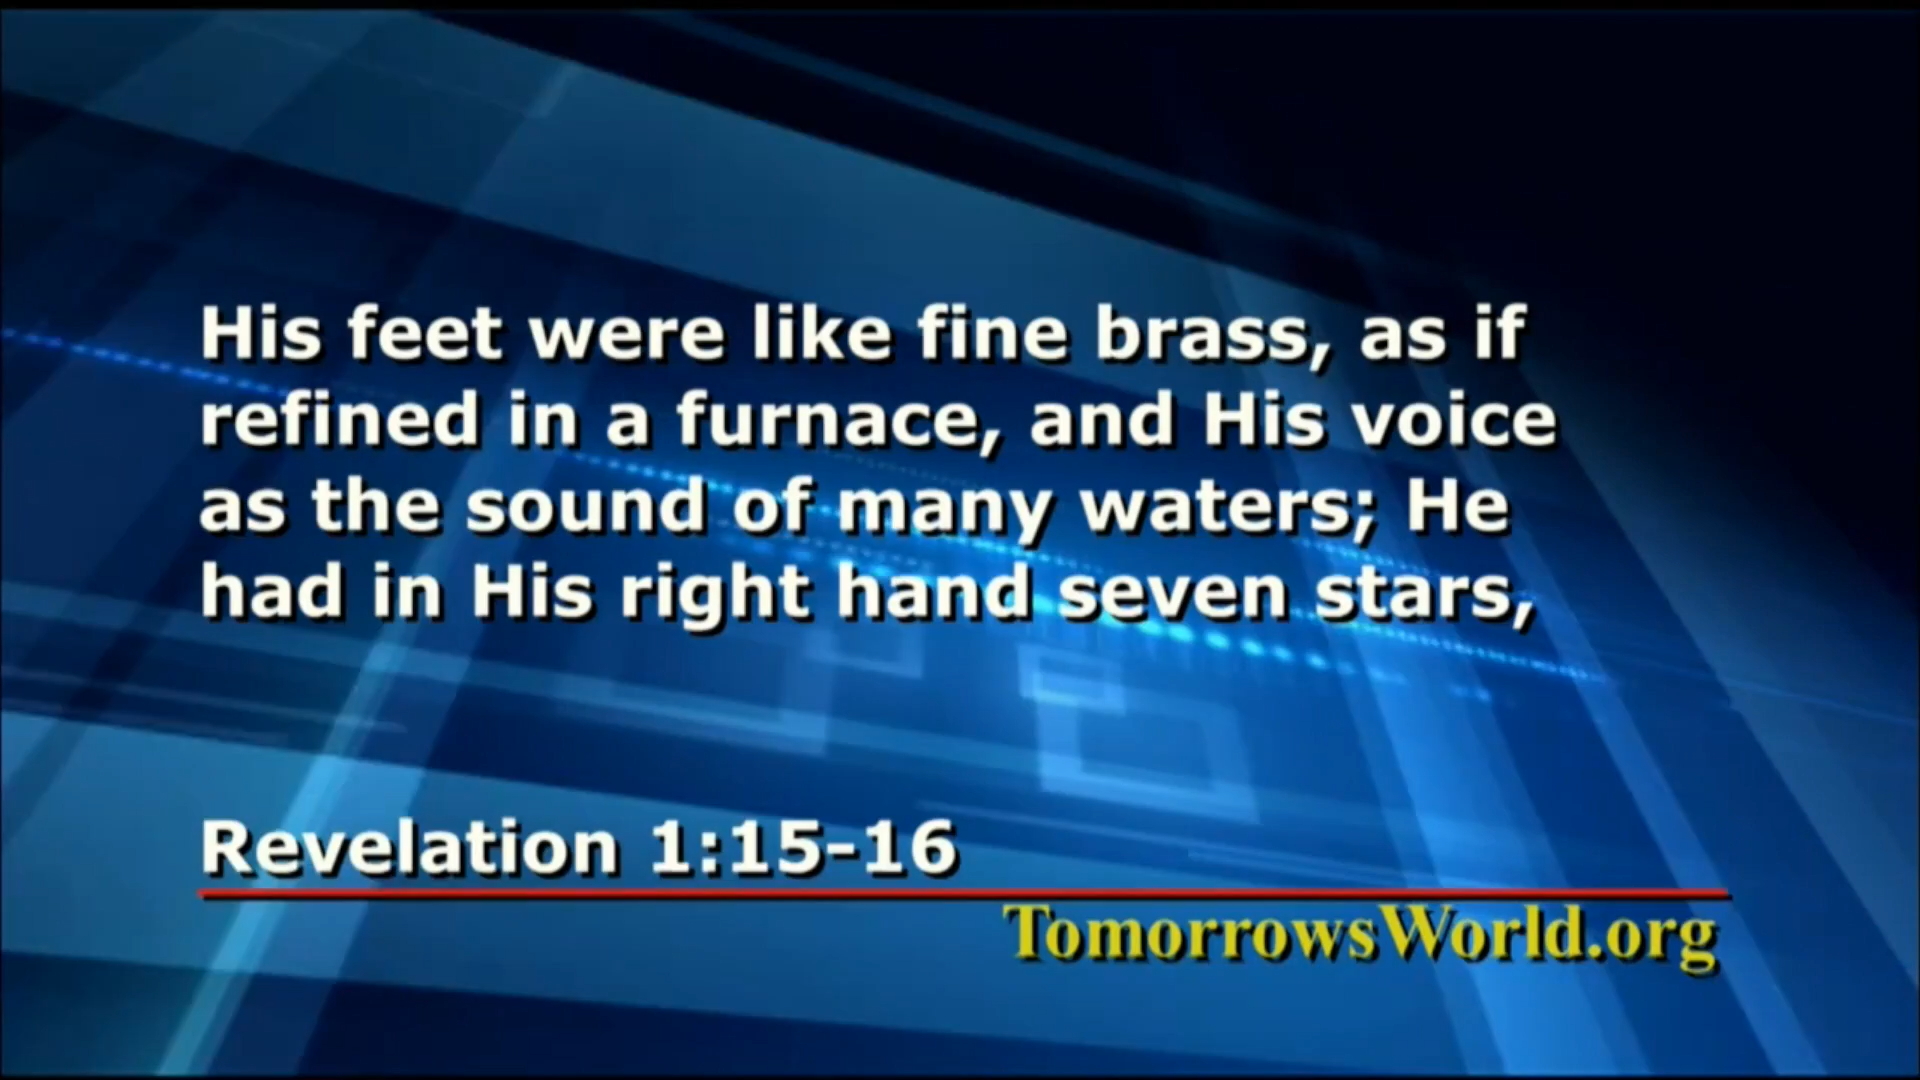 His feet were like fine brass, as if
refined in a furnace, and His voice
as the sound of many waters; He
had in His right hand seven stars,
Revelation 1:15-16
TomorrowsWorld.org